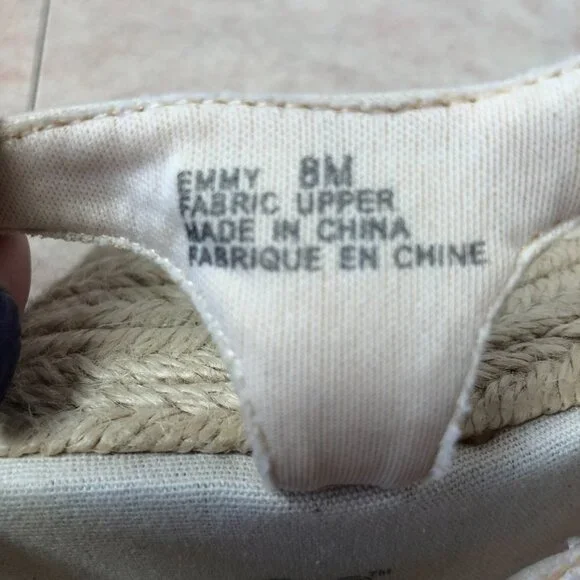 EMMY 8M
FABRIC UPPER
MADE IN CHINA
FABRIQUE EN CHINE